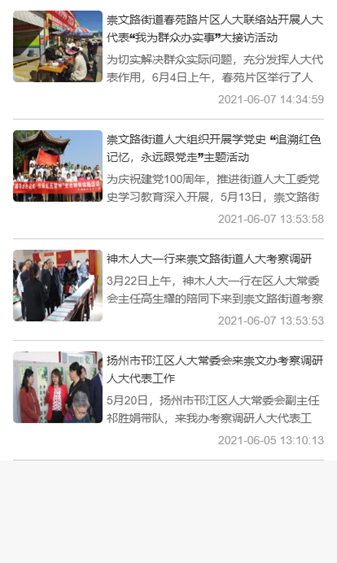 崇文路街道春苑路片区人大联络站开展人大
代表“我为群众办实事”大接访活动
为切实解决群众实际问题，充分发挥人大代
表作用，6月4日上午，春苑片区举行了人
2021-06-07 14:34:59
崇文路街道人大组织开展学党史 “追溯红色
记忆，永远跟党走”主题活动
为庆祝建党100周年，推进街道人大工委党
史学习教育深入开展，5月13日，崇文路街
2021-06-07 13:53:58
神木人大一行来崇文路街道人大考察调研
3月22日上午，神木人大一行在区人大常委
会主任高生耀的陪同下来到崇文路街道考察
2021-06-07 13:53:53
扬州市邗江区人大常委会来崇文办考察调研
人大代表工作
5月20日，扬州市邗江区人大常委会副主任
祁胜娟带队，来我办考察调研人大代表工
2021-06-05 13:10:13